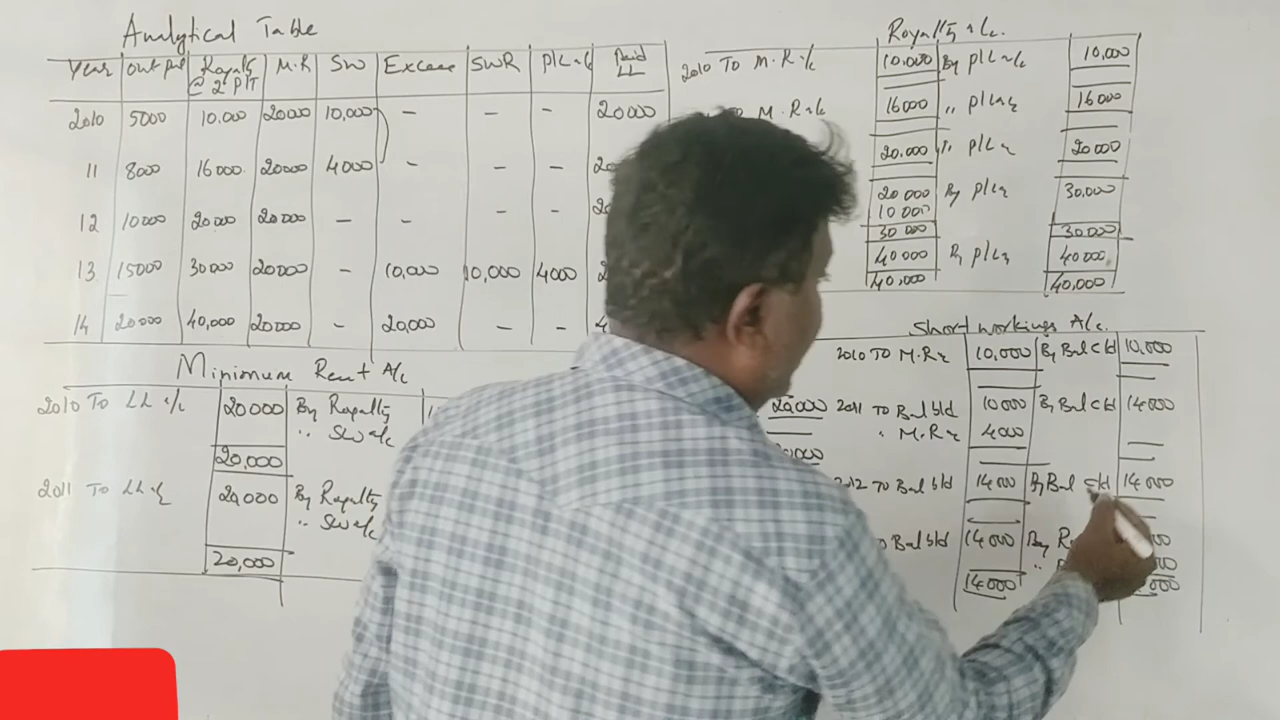 Analytical Table
Year Output Royalty @ 2 P/T M.R SW Excess SWR P/L a/c Paid LL
2010 5000 10.000 20000 10,000 - - - 20000
11 8000 16000. 20000 4000 - - -
12 10000 20000 20000 - - - -
13 15000 30000 20000 - 10,000 10,000 4000
14 20000 40,000 20000 - 20,000 - -
Royalty a/c.
2010 TO M.R a/c 10,000 By P/L a/c 10,000
M.R a/c 16000 " P/L a/c 16000
20.000 P/L a/c 20000
20000 By P/L a/c 30,000
10000
30000 30000
40000 By P/L a/c 40000
40,000 40,000
Minimum Rent A/c
2010 TO LL a/c 20000 By Royalty
" SW a/c
20,000
2011 TO LL a/c 20000 By Royalty
" SW a/c
20,000
20,000
Short workings A/c.
2010 TO M.R a/c 10,000 By Bal c/d 10,000
2011 TO Bal b/d 10000 By Bal c/d 14000
" M.R a/c 4000
2012 TO Bal b/d 14000 By Bal c/d 14000
Bal b/d 14000 By
14000